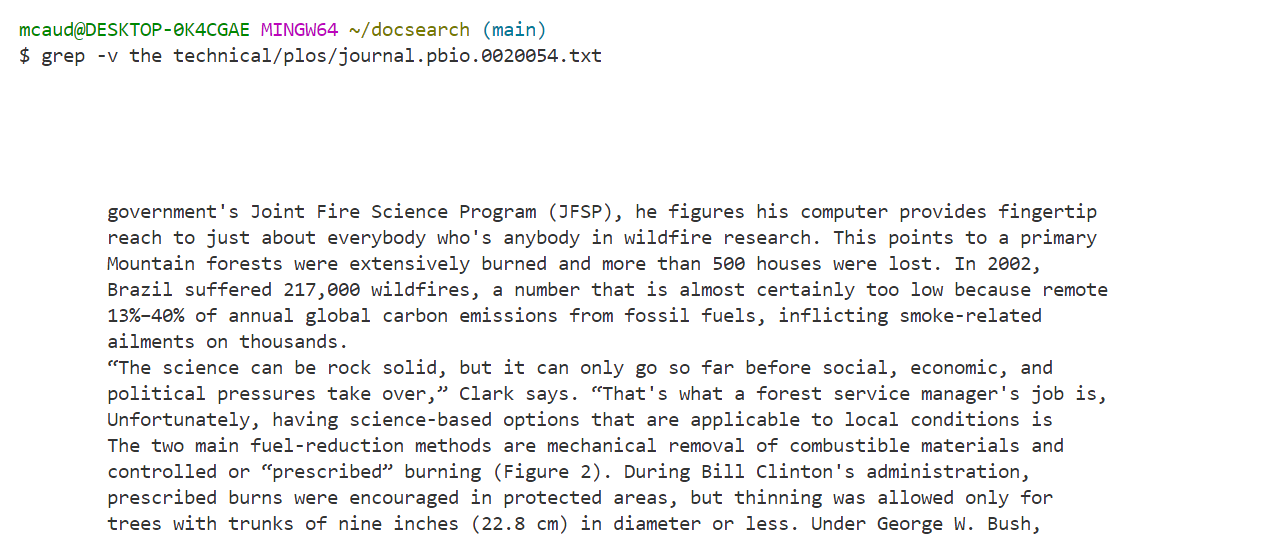 mcaud@DESKTOP-0K4CGAE MINGW64 ~/docsearch (main)
$ grep -v the technical/plos/journal.pbio.0020054.txt
government's Joint Fire Science Program (JFSP), he figures his computer provides fingertip
reach to just about everybody who's anybody in wildfire research. This points to a primary
Mountain forests were extensively burned and more than 500 houses were lost. In 2002,
Brazil suffered 217,000 wildfires, a number that is almost certainly too low because remote
13%–40% of annual global carbon emissions from fossil fuels, inflicting smoke-related
ailments on thousands.
“The science can be rock solid, but it can only go so far before social, economic, and
political pressures take over,” Clark says. “That's what a forest service manager's job is,
Unfortunately, having science-based options that are applicable to local conditions is
The two main fuel-reduction methods are mechanical removal of combustible materials and
controlled or “prescribed” burning (Figure 2). During Bill Clinton's administration,
prescribed burns were encouraged in protected areas, but thinning was allowed only for
trees with trunks of nine inches (22.8 cm) in diameter or less. Under George W. Bush,